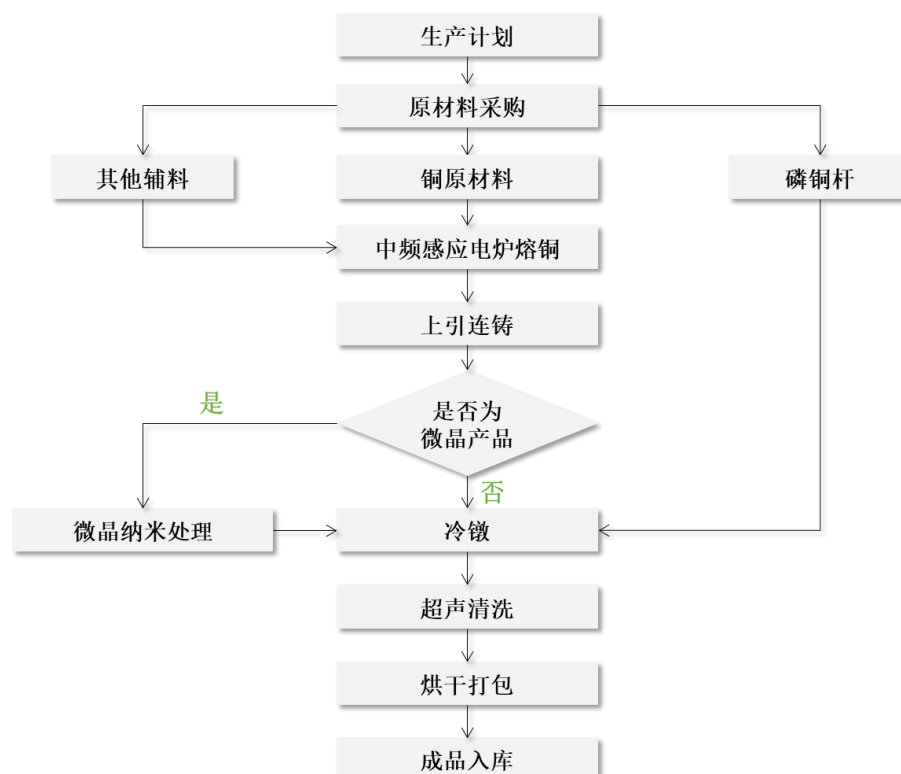 生产计划
原材料采购
其他辅料
铜原材料
磷铜杆
中频感应电炉熔铜
上引连铸
是
是否为
微晶产品
否
微晶纳米处理
冷镦
超声清洗
烘干打包
成品入库